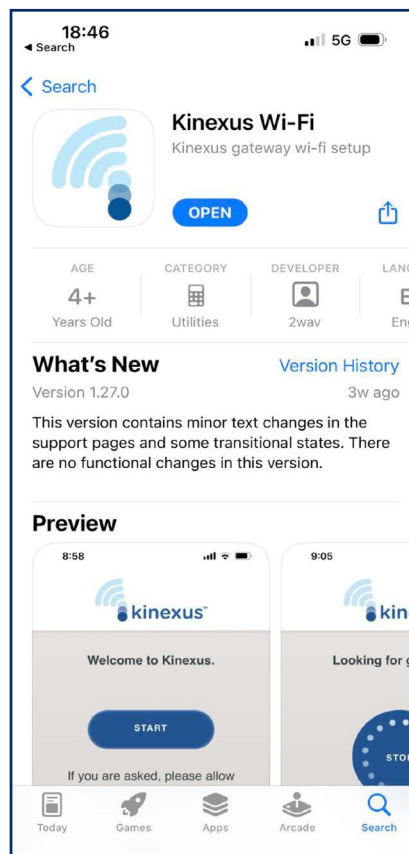 18:46
Search
5G
Search
Kinexus Wi-Fi
Kinexus gateway wi-fi setup
OPEN
AGE
CATEGORY
DEVELOPER
4+
Years Old
Utilities
2wav
What's New
Version History
Version 1.27.0
3w ago
This version contains minor text changes in the
support pages and some transitional states. There
are no functional changes in this version.
Preview
8:58
kinexus™
Welcome to Kinexus.
START
If you are asked, please allow
9:05
Looking for
Today
Games
Apps
Arcade
Search